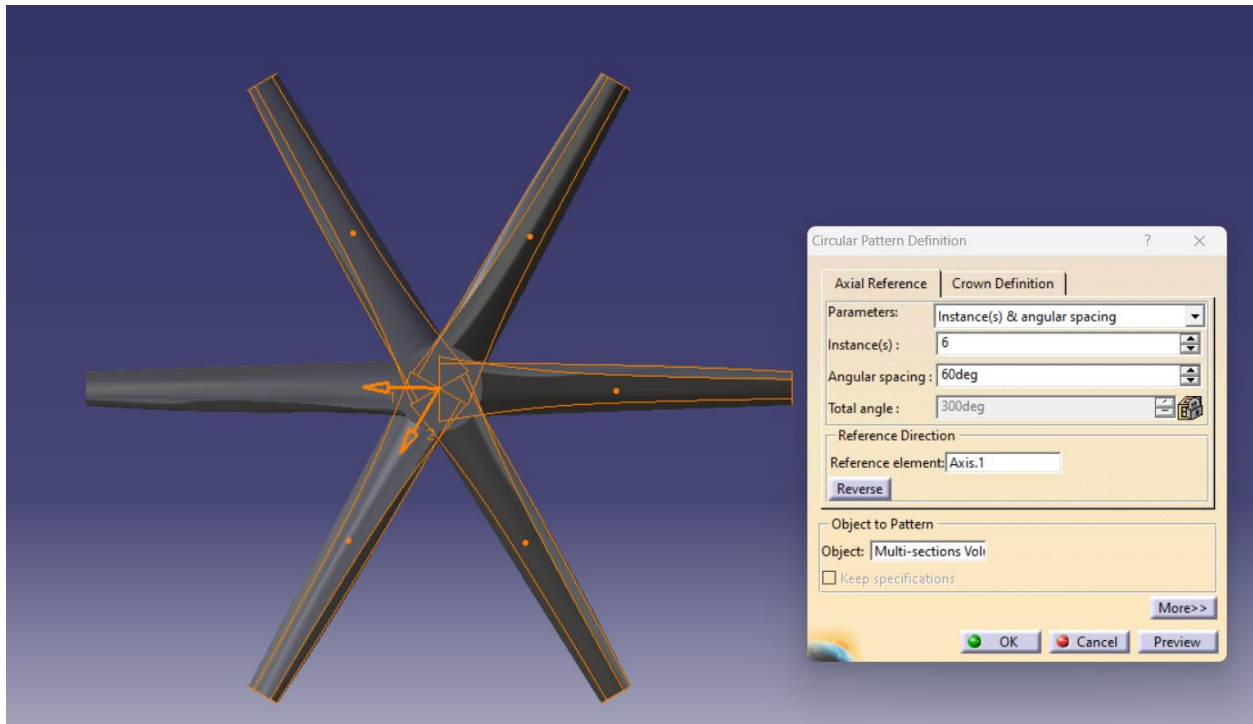 Circular Pattern Definition ? ×
Axial Reference Crown Definition
Parameters: Instance(s) & angular spacing
Instance(s) : 6
Angular spacing : 60deg
Total angle : 300deg
Reference Direction
Reference element: Axis.1
Reverse
Object to Pattern
Object: Multi-sections Volu
Keep specifications
More>>
OK Cancel Preview
1
2